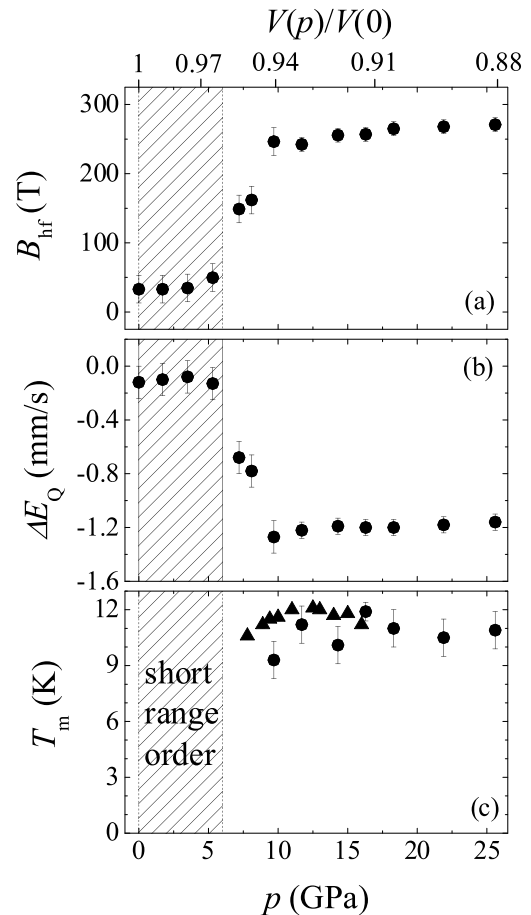 V(p)/V(0)
1 0.97 0.94 0.91 0.88
300
200
100
0
B_hf (T)
(a)
0.0
-0.4
-0.8
-1.2
-1.6
ΔE_Q (mm/s)
(b)
12
9
6
3
0
T_m (K)
short
range
order
(c)
0 5 10 15 20 25
p (GPa)